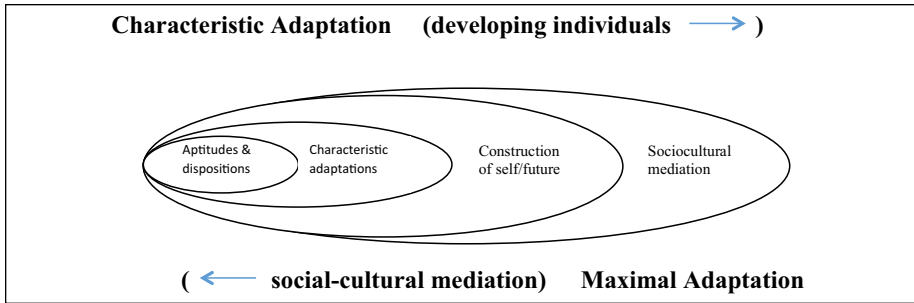 Characteristic Adaptation (developing individuals → )
Aptitudes &
dispositions
Characteristic
adaptations
Construction
of self/future
Sociocultural
mediation
( ← social-cultural mediation) Maximal Adaptation